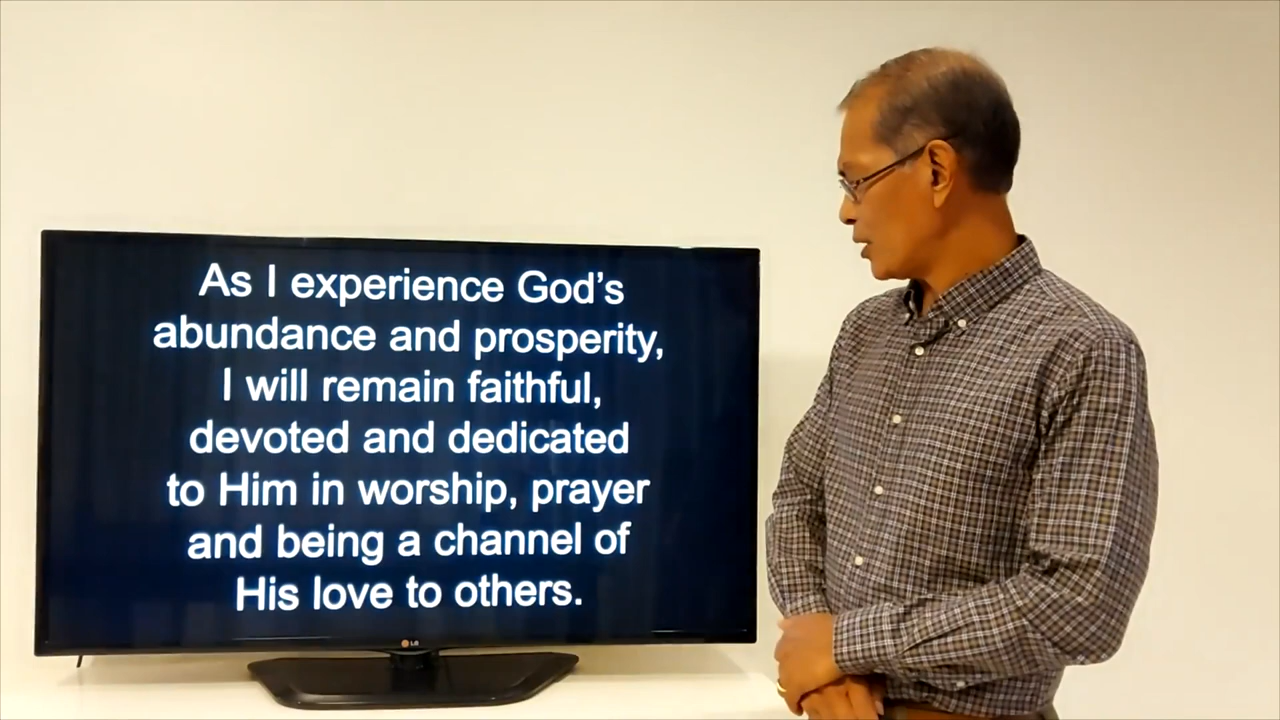 As I experience God's
abundance and prosperity,
I will remain faithful,
devoted and dedicated
to Him in worship, prayer
and being a channel of
His love to others.
LG